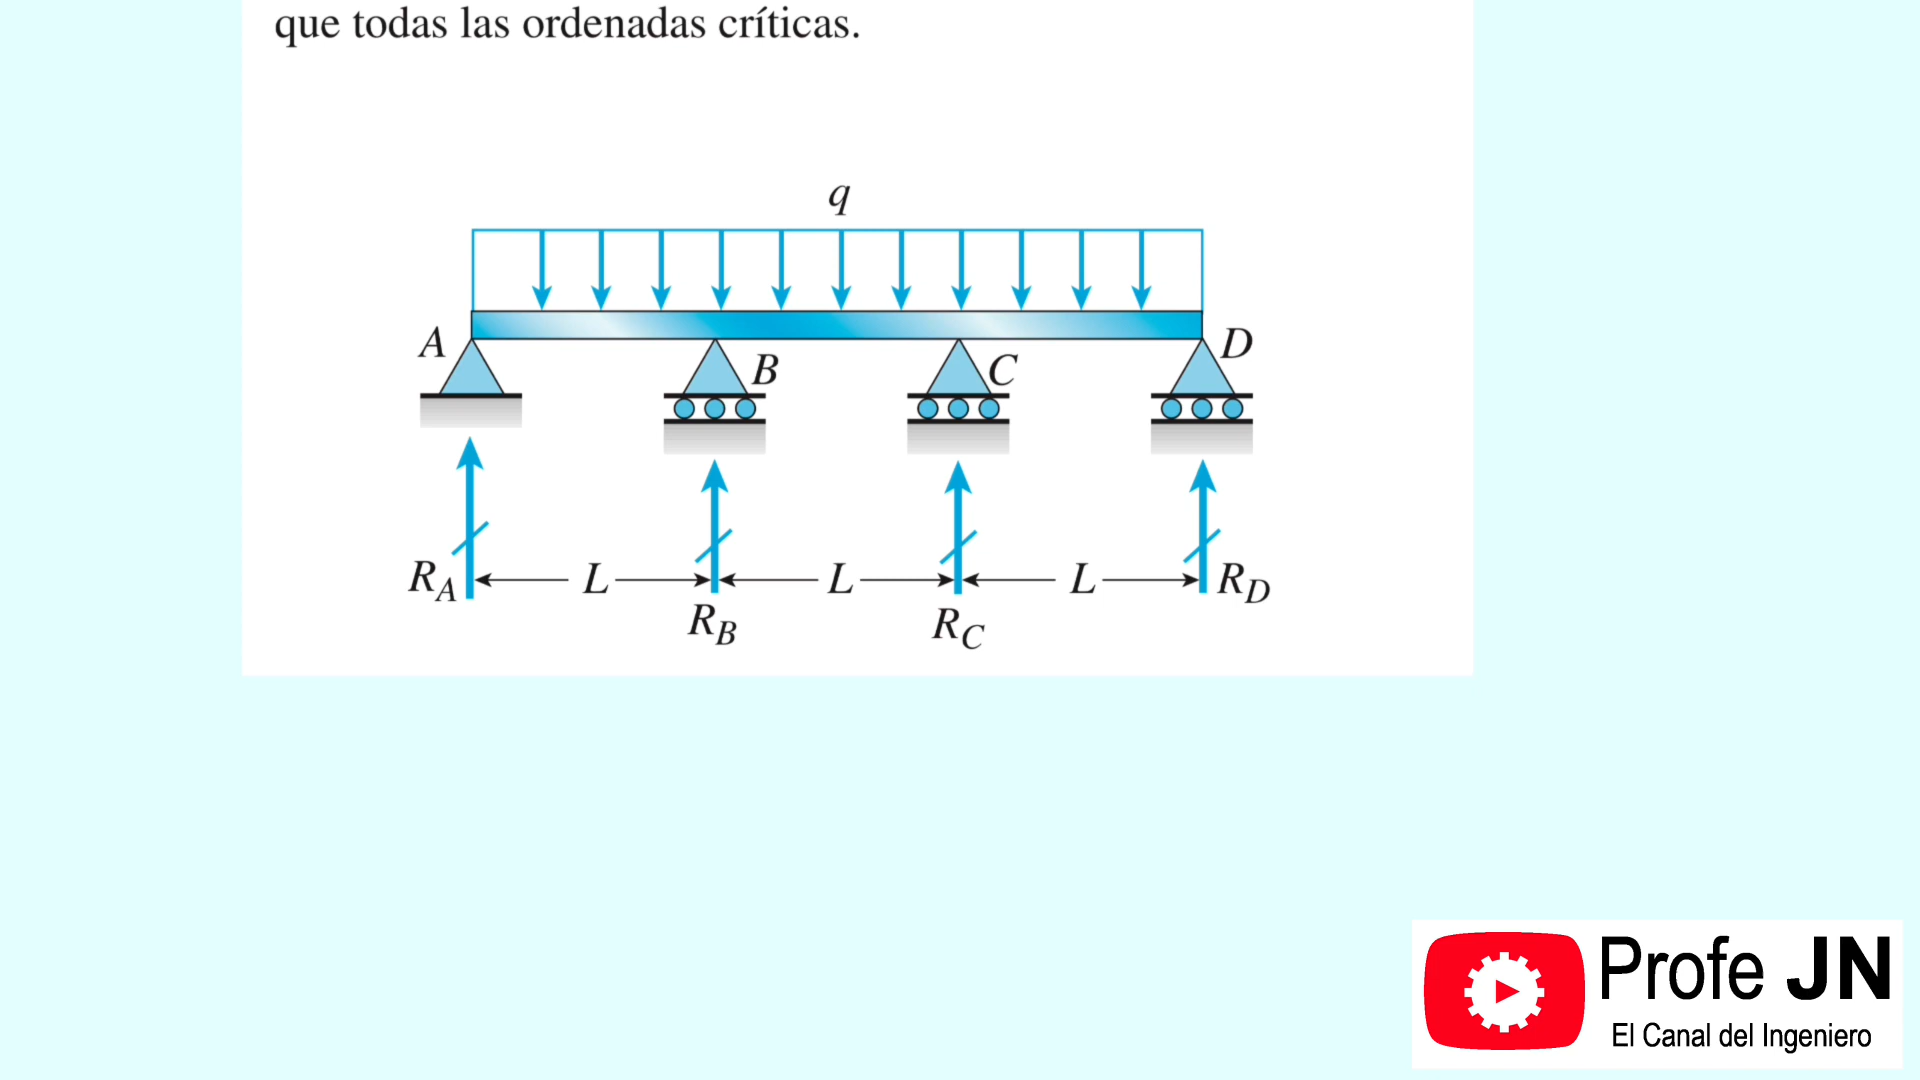 que todas las ordenadas críticas.
q
A
B
C
D
R_A
L
L
L
R_D
R_B
R_C
Profe JN
El Canal del Ingeniero